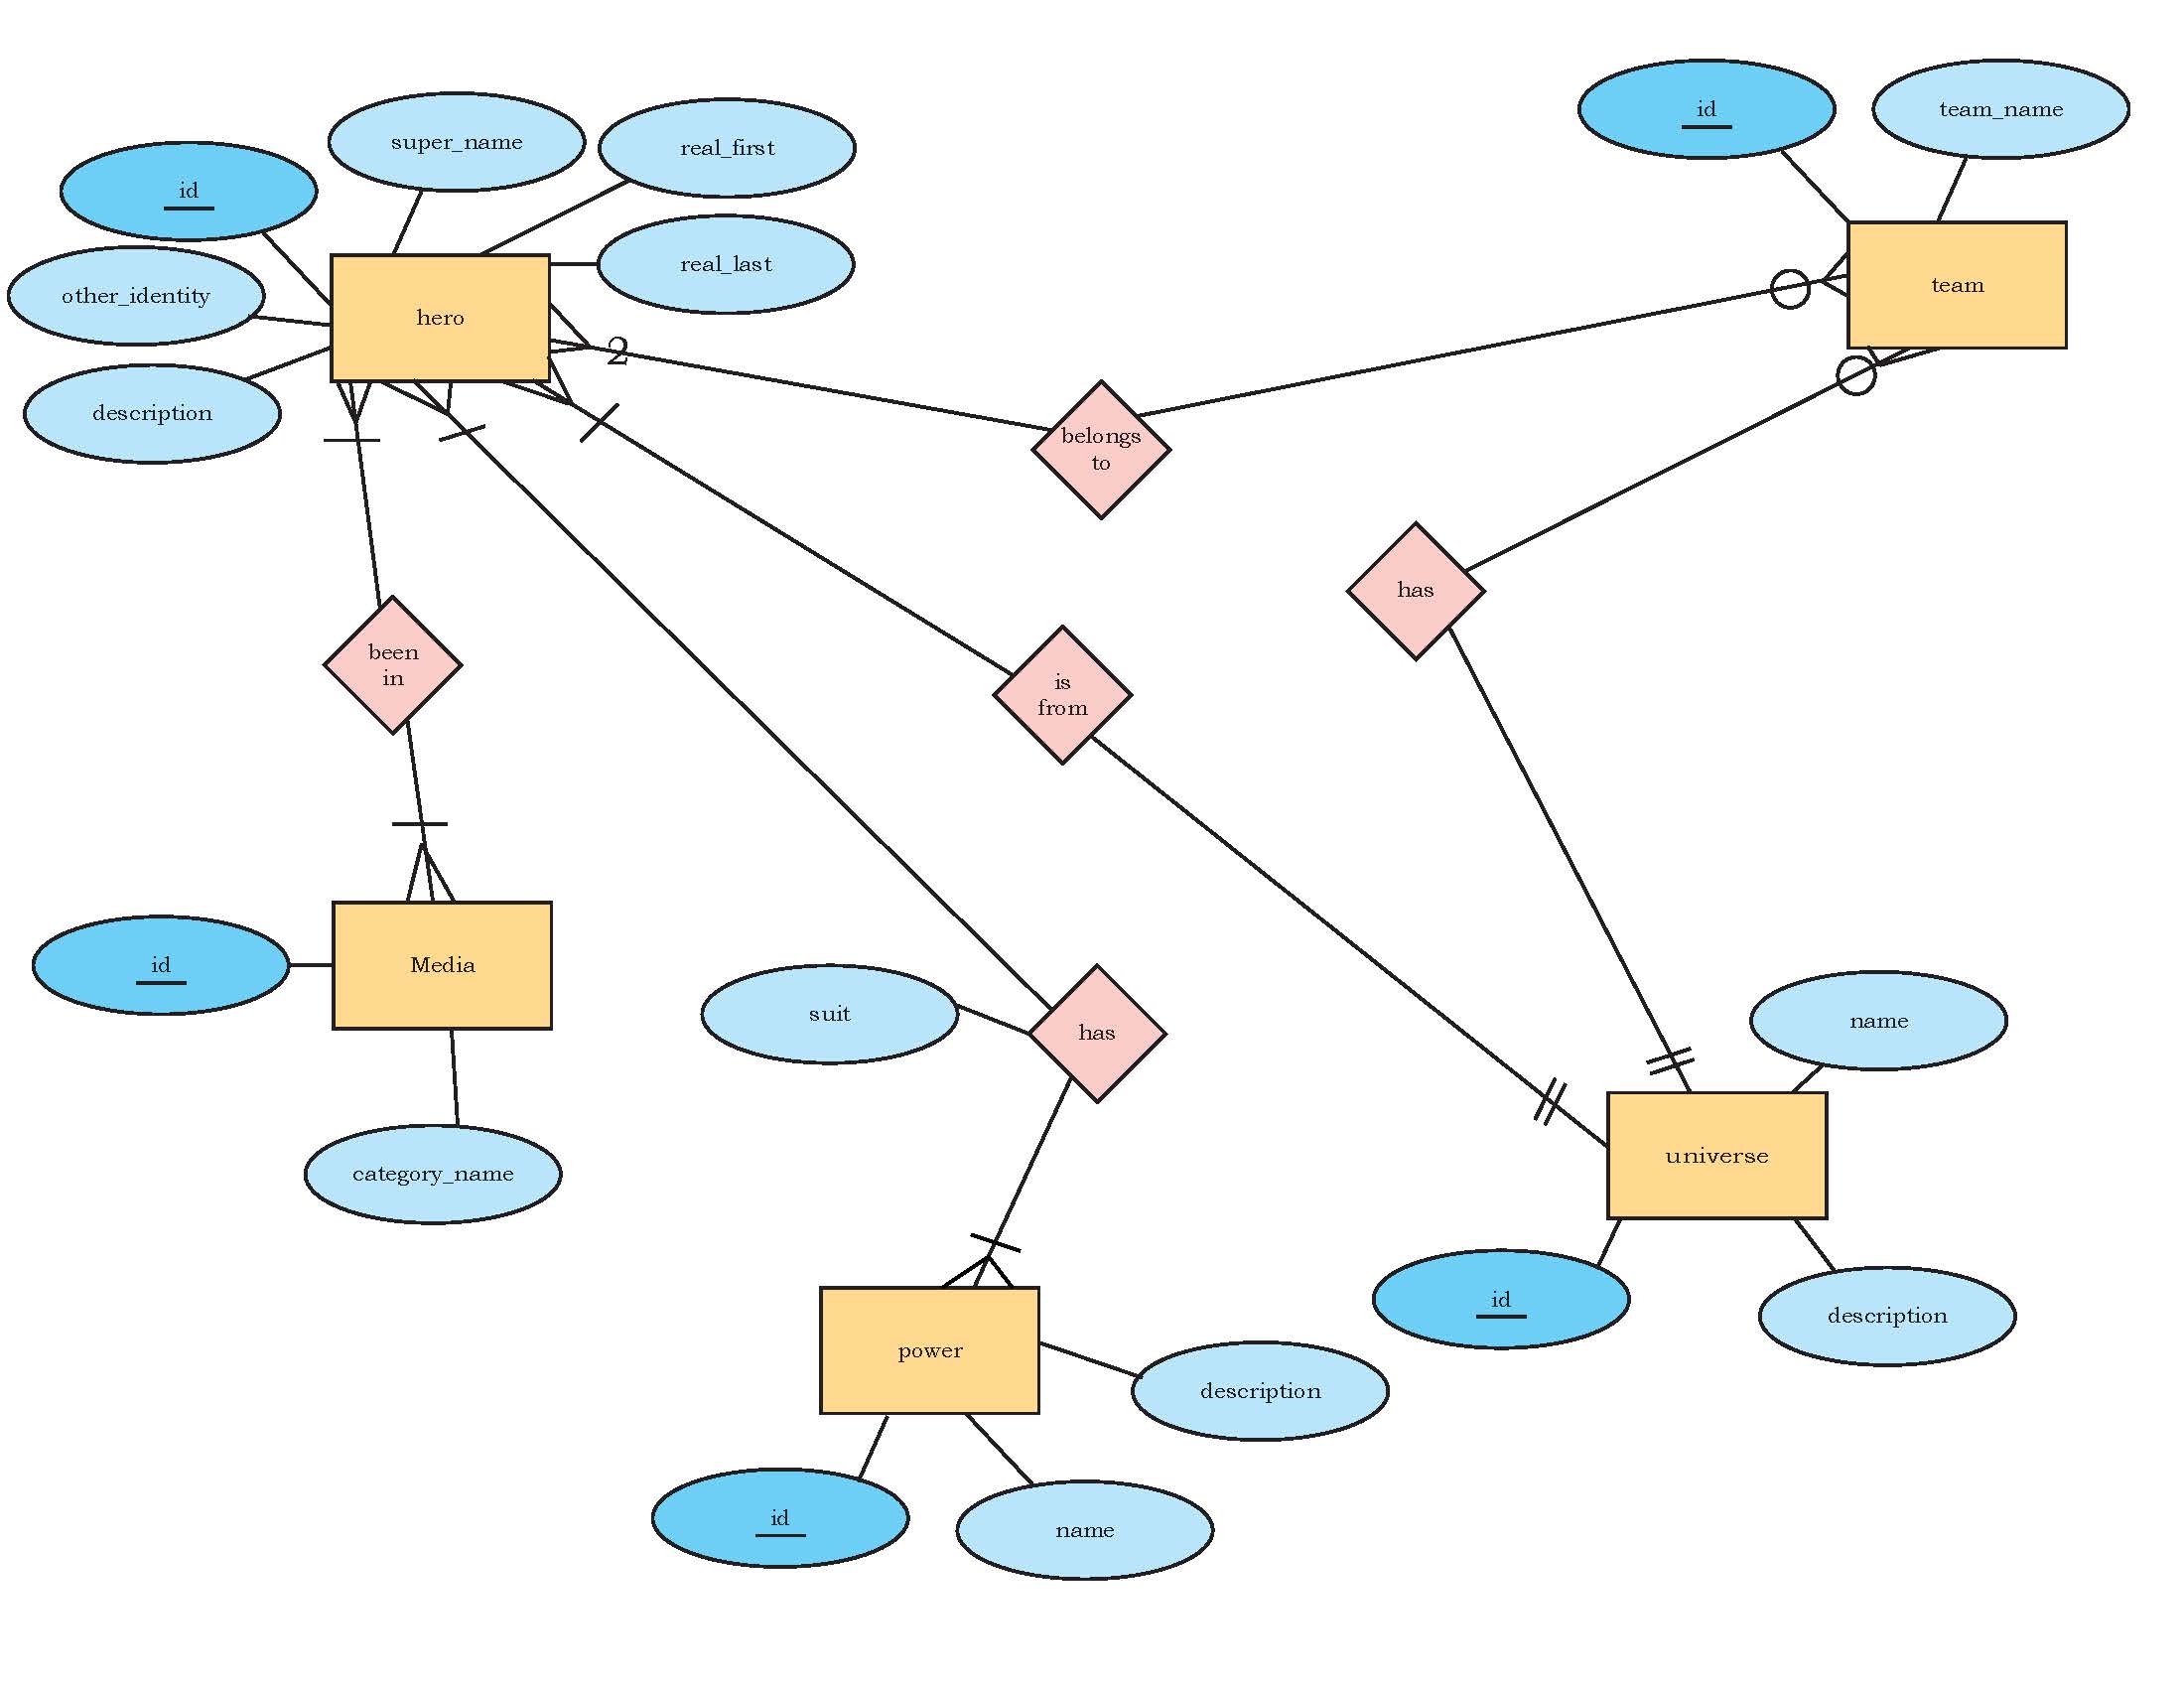 id
team_name
super_name
real_first
id
real_last
other_identity
team
hero
2
description
belongs
to
has
been
in
is
from
id
Media
suit
has
name
category_name
universe
id
description
power
description
id
name